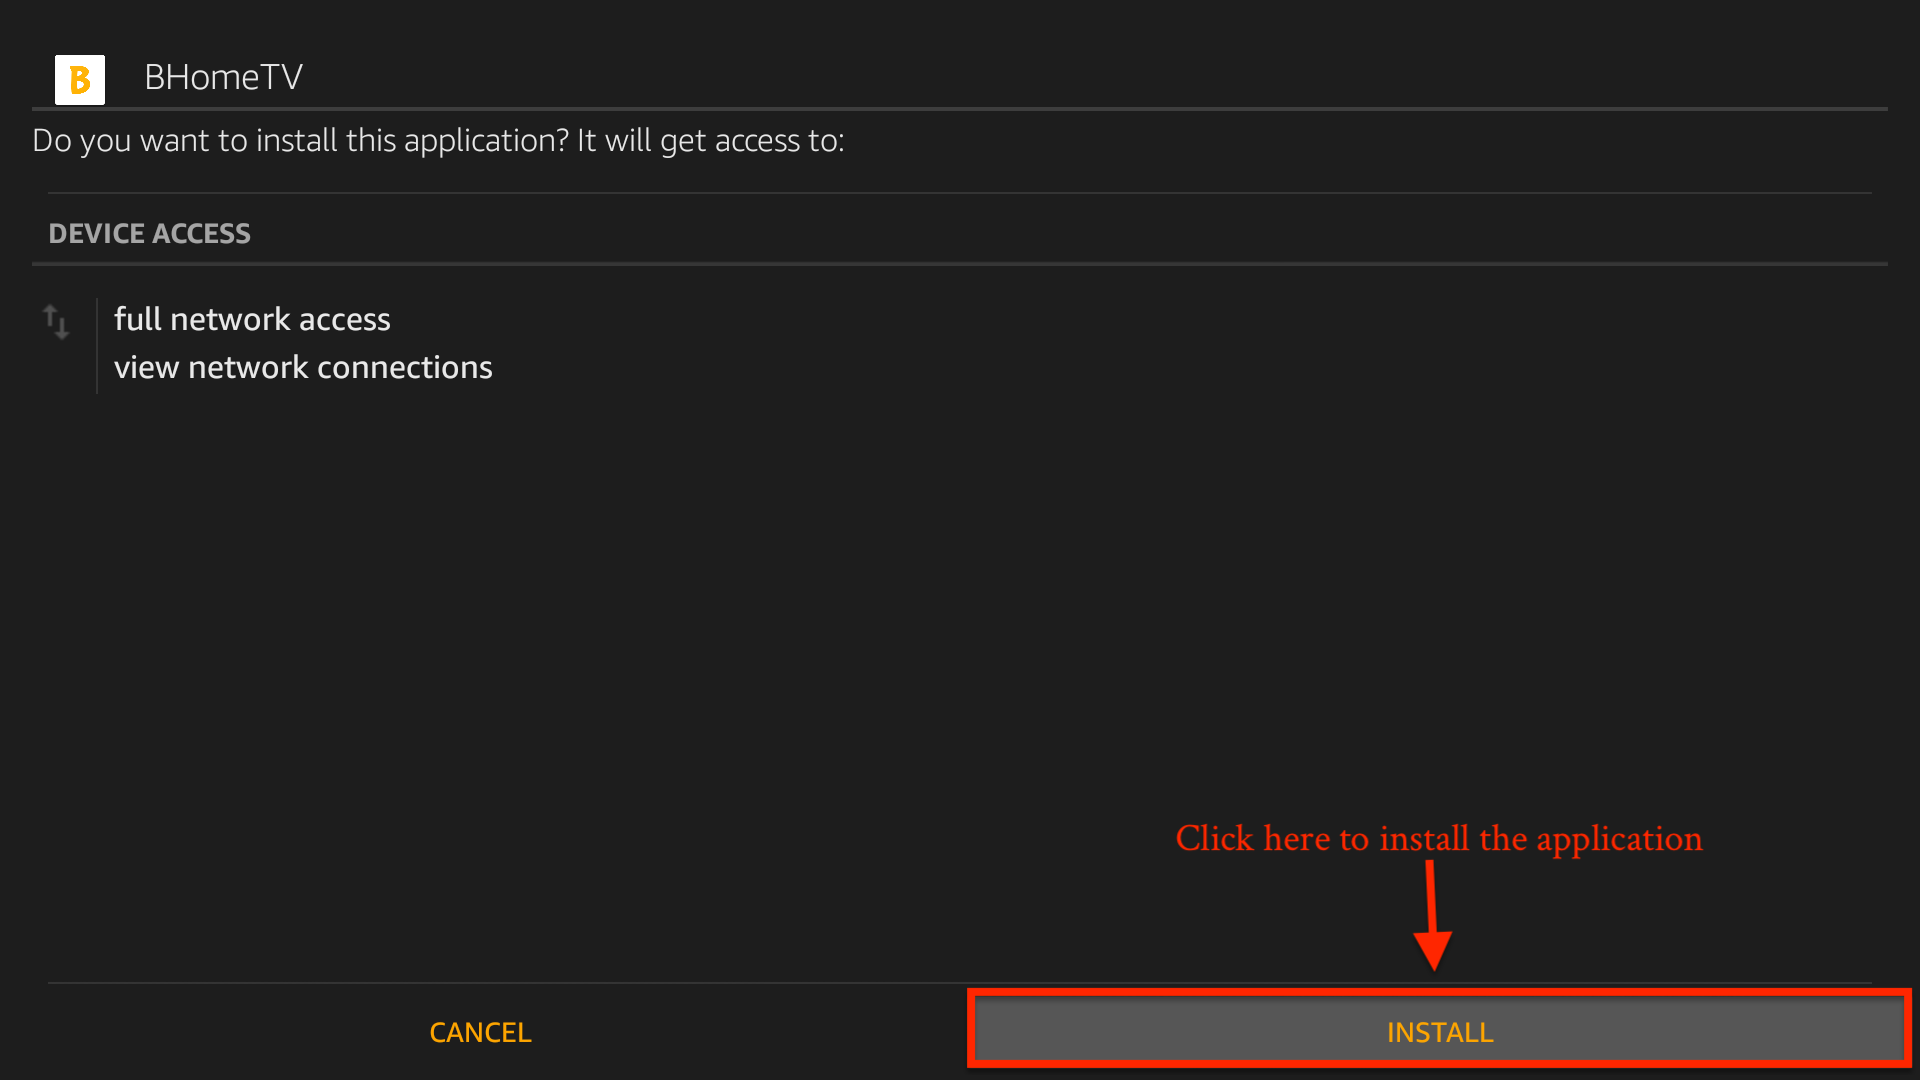 B
BHomeTV
Do you want to install this application? It will get access to:
DEVICE ACCESS
full network access
view network connections
Click here to install the application
CANCEL
INSTALL